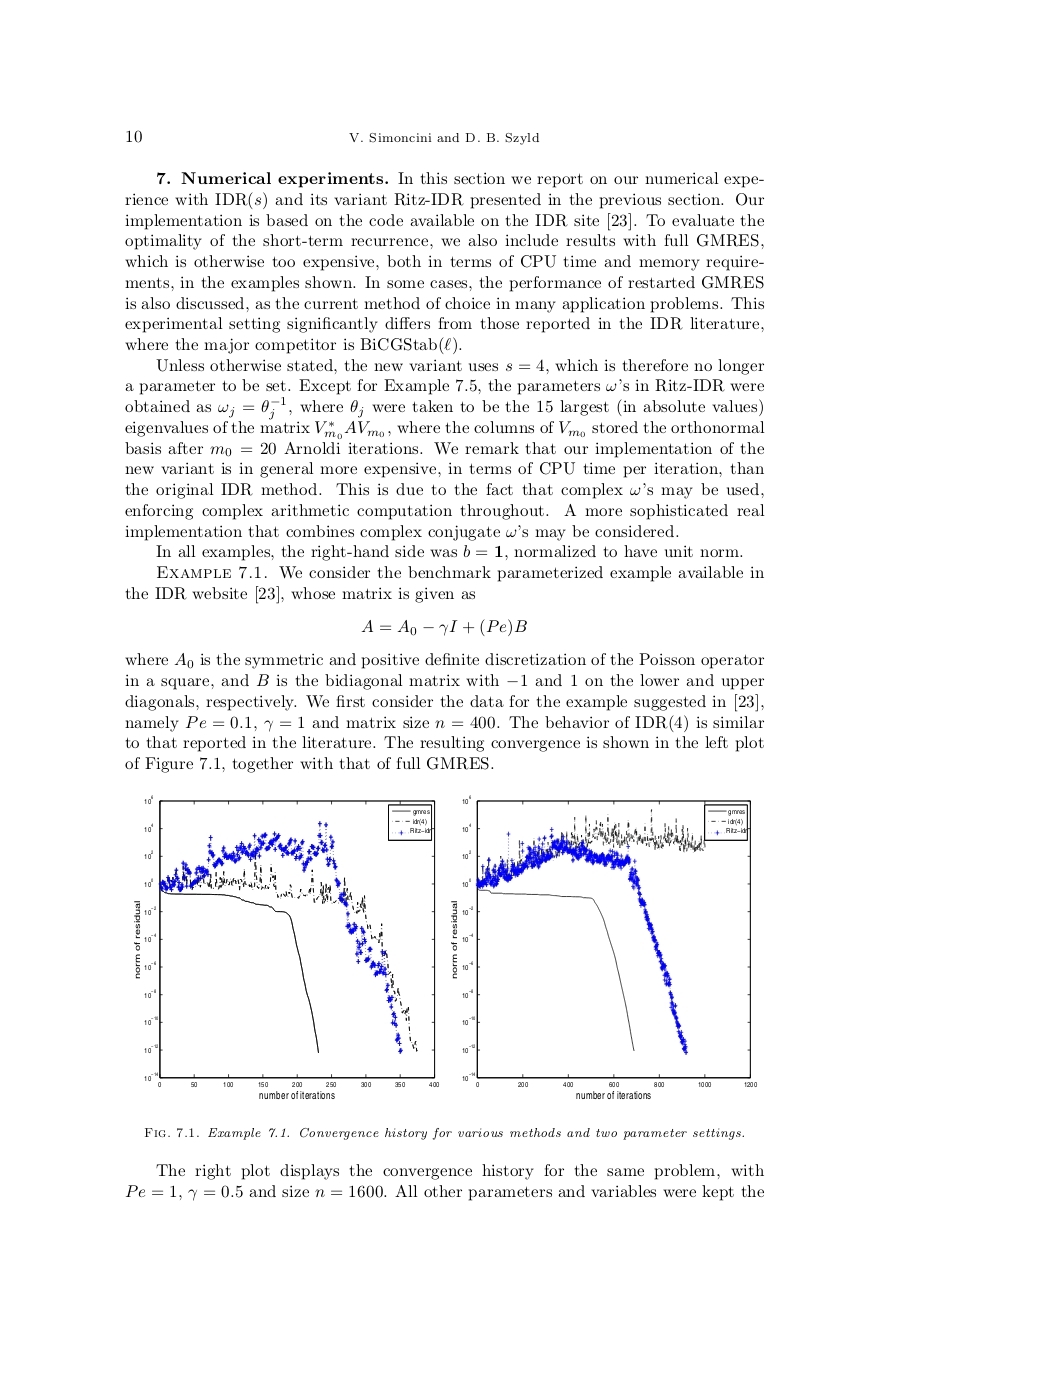 10 V. Simoncini and D. B. Szyld
7. Numerical experiments. In this section we report on our numerical expe-
rience with IDR(s) and its variant Ritz-IDR presented in the previous section. Our
implementation is based on the code available on the IDR site [23]. To evaluate the
optimality of the short-term recurrence, we also include results with full GMRES,
which is otherwise too expensive, both in terms of CPU time and memory require-
ments, in the examples shown. In some cases, the performance of restarted GMRES
is also discussed, as the current method of choice in many application problems. This
experimental setting significantly differs from those reported in the IDR literature,
where the major competitor is BiCGStab(ℓ).
Unless otherwise stated, the new variant uses s = 4, which is therefore no longer
a parameter to be set. Except for Example 7.5, the parameters ω's in Ritz-IDR were
obtained as ω_j = θ_j^{-1}, where θ_j were taken to be the 15 largest (in absolute values)
eigenvalues of the matrix V*_{m_0} A V_{m_0}, where the columns of V_{m_0} stored the orthonormal
basis after m_0 = 20 Arnoldi iterations. We remark that our implementation of the
new variant is in general more expensive, in terms of CPU time per iteration, than
the original IDR method. This is due to the fact that complex ω's may be used,
enforcing complex arithmetic computation throughout. A more sophisticated real
implementation that combines complex conjugate ω's may be considered.
In all examples, the right-hand side was b = 1, normalized to have unit norm.
Example 7.1. We consider the benchmark parameterized example available in
the IDR website [23], whose matrix is given as
A = A_0 − γI + (Pe)B
where A_0 is the symmetric and positive definite discretization of the Poisson operator
in a square, and B is the bidiagonal matrix with −1 and 1 on the lower and upper
diagonals, respectively. We first consider the data for the example suggested in [23],
namely Pe = 0.1, γ = 1 and matrix size n = 400. The behavior of IDR(4) is similar
to that reported in the literature. The resulting convergence is shown in the left plot
of Figure 7.1, together with that of full GMRES.
10^6
10^4
10^2
10^0
10^−2
10^−4
10^−6
10^−8
10^−10
10^−12
10^−14
norm of residual
gmres
idr(4)
Ritz−idr
0 50 100 150 200 250 300 350 400
number of iterations
10^6
10^4
10^2
10^0
10^−2
10^−4
10^−6
10^−8
10^−10
10^−12
10^−14
norm of residual
gmres
idr(4)
Ritz−idr
0 200 400 600 800 1000 1200
number of iterations
Fig. 7.1. Example 7.1. Convergence history for various methods and two parameter settings.
The right plot displays the convergence history for the same problem, with
Pe = 1, γ = 0.5 and size n = 1600. All other parameters and variables were kept the